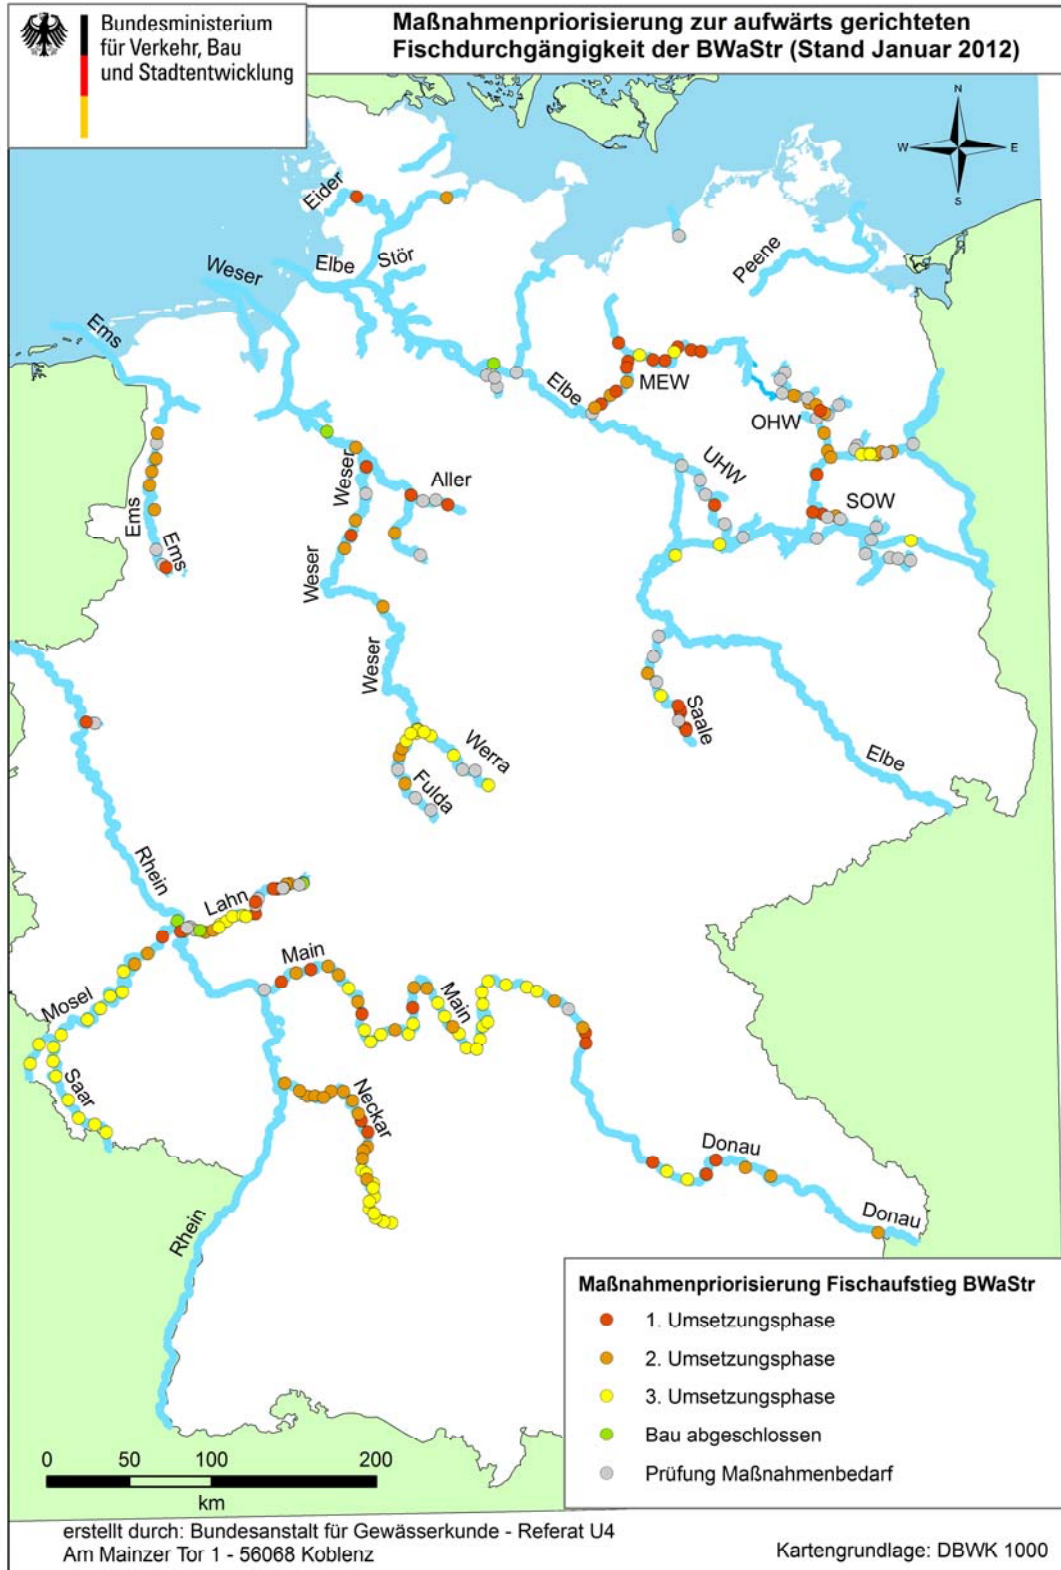 Bundesministerium
für Verkehr, Bau
und Stadtentwicklung
Maßnahmenpriorisierung zur aufwärts gerichteten
Fischdurchgängigkeit der BWaStr (Stand Januar 2012)
N
W
E
S
Eider
Stör
Elbe
Weser
Peene
Ems
Elbe
MEW
OHW
UHW
Weser
Aller
SOW
Ems
Ems
Weser
Weser
Saale
Werra
Elbe
Fulda
Rhein
Lahn
Main
Main
Mosel
Saar
Neckar
Donau
Donau
Rhein
Maßnahmenpriorisierung Fischaufstieg BWaStr
1. Umsetzungsphase
2. Umsetzungsphase
3. Umsetzungsphase
Bau abgeschlossen
Prüfung Maßnahmenbedarf
0 50 100 200
km
erstellt durch: Bundesanstalt für Gewässerkunde - Referat U4
Am Mainzer Tor 1 - 56068 Koblenz
Kartengrundlage: DBWK 1000